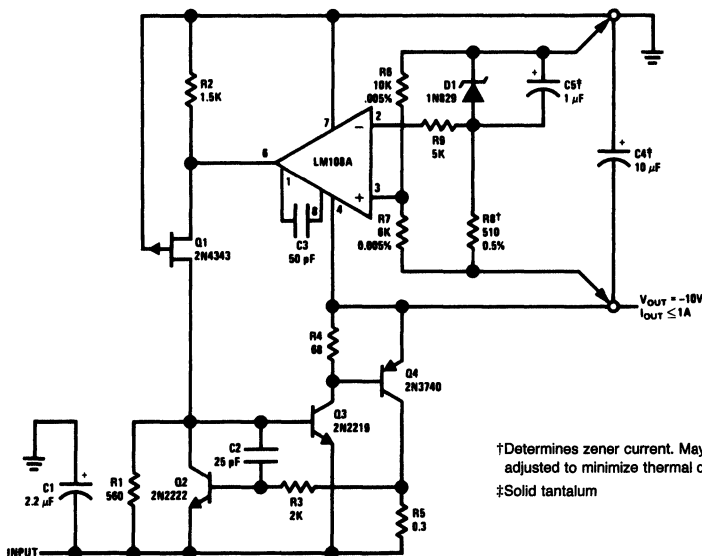 R2
1.5K
R6
10K
.005%
D1
1N829
C5†
1 µF
+
7
2
−
R9
5K
6
LM108A
C4†
10 µF
+
1
8
4
+
3
C3
50 pF
R7
6K
0.005%
R8†
510
0.5%
Q1
2N4343
VOUT = −10V
IOUT ≤ 1A
R4
68
Q4
2N3740
Q3
2N2219
C2
25 pF
†Determines zener current. May
adjusted to minimize thermal d
‡Solid tantalum
C1
2.2 µF
+
R1
560
Q2
2N2222
R3
2K
R5
0.3
INPUT